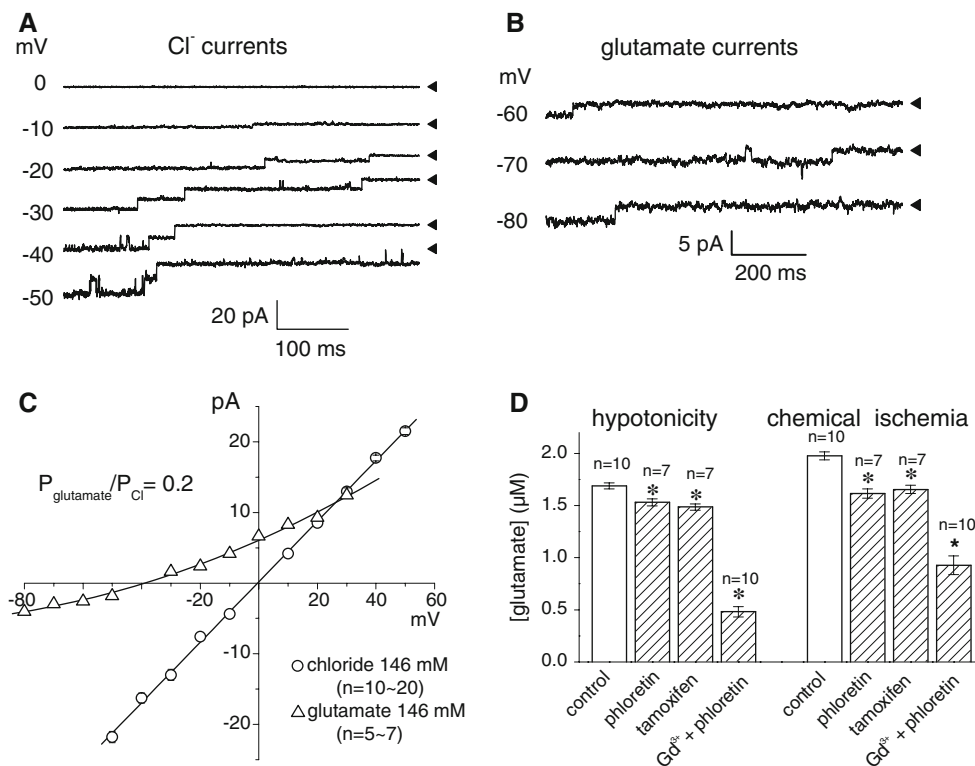 A
Cl⁻ currents
mV
0
-10
-20
-30
-40
-50
20 pA
100 ms
B
glutamate currents
mV
-60
-70
-80
5 pA
200 ms
C
pA
P_glutamate/P_Cl = 0.2
20
10
-10
-20
-80
-60
-40
-20
0
20
40
60
mV
chloride 146 mM
(n=10~20)
glutamate 146 mM
(n=5~7)
D
hypotonicity
chemical ischemia
[glutamate] (µM)
2.0
1.5
1.0
0.5
0.0
n=10
n=7
*
n=7
*
n=10
*
n=10
n=7
*
n=7
*
n=10
*
control
phloretin
tamoxifen
Gd³⁺ + phloretin
control
phloretin
tamoxifen
Gd³⁺ + phloretin